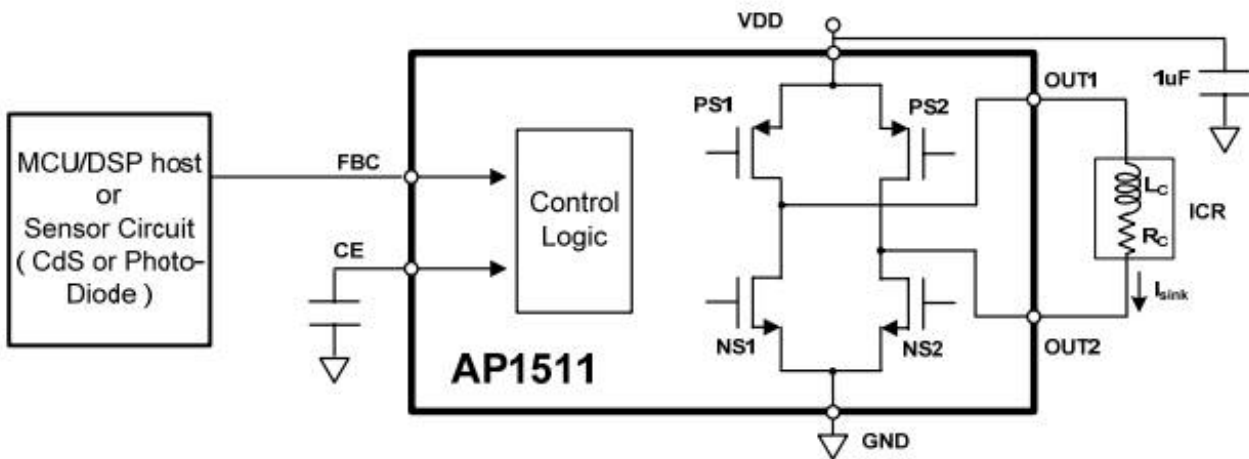 VDD
1uF
OUT1
PS1
PS2
MCU/DSP host
or
Sensor Circuit
( CdS or Photo-
Diode )
FBC
Control
Logic
CE
LC
RC
ICR
Isink
NS1
NS2
OUT2
AP1511
GND